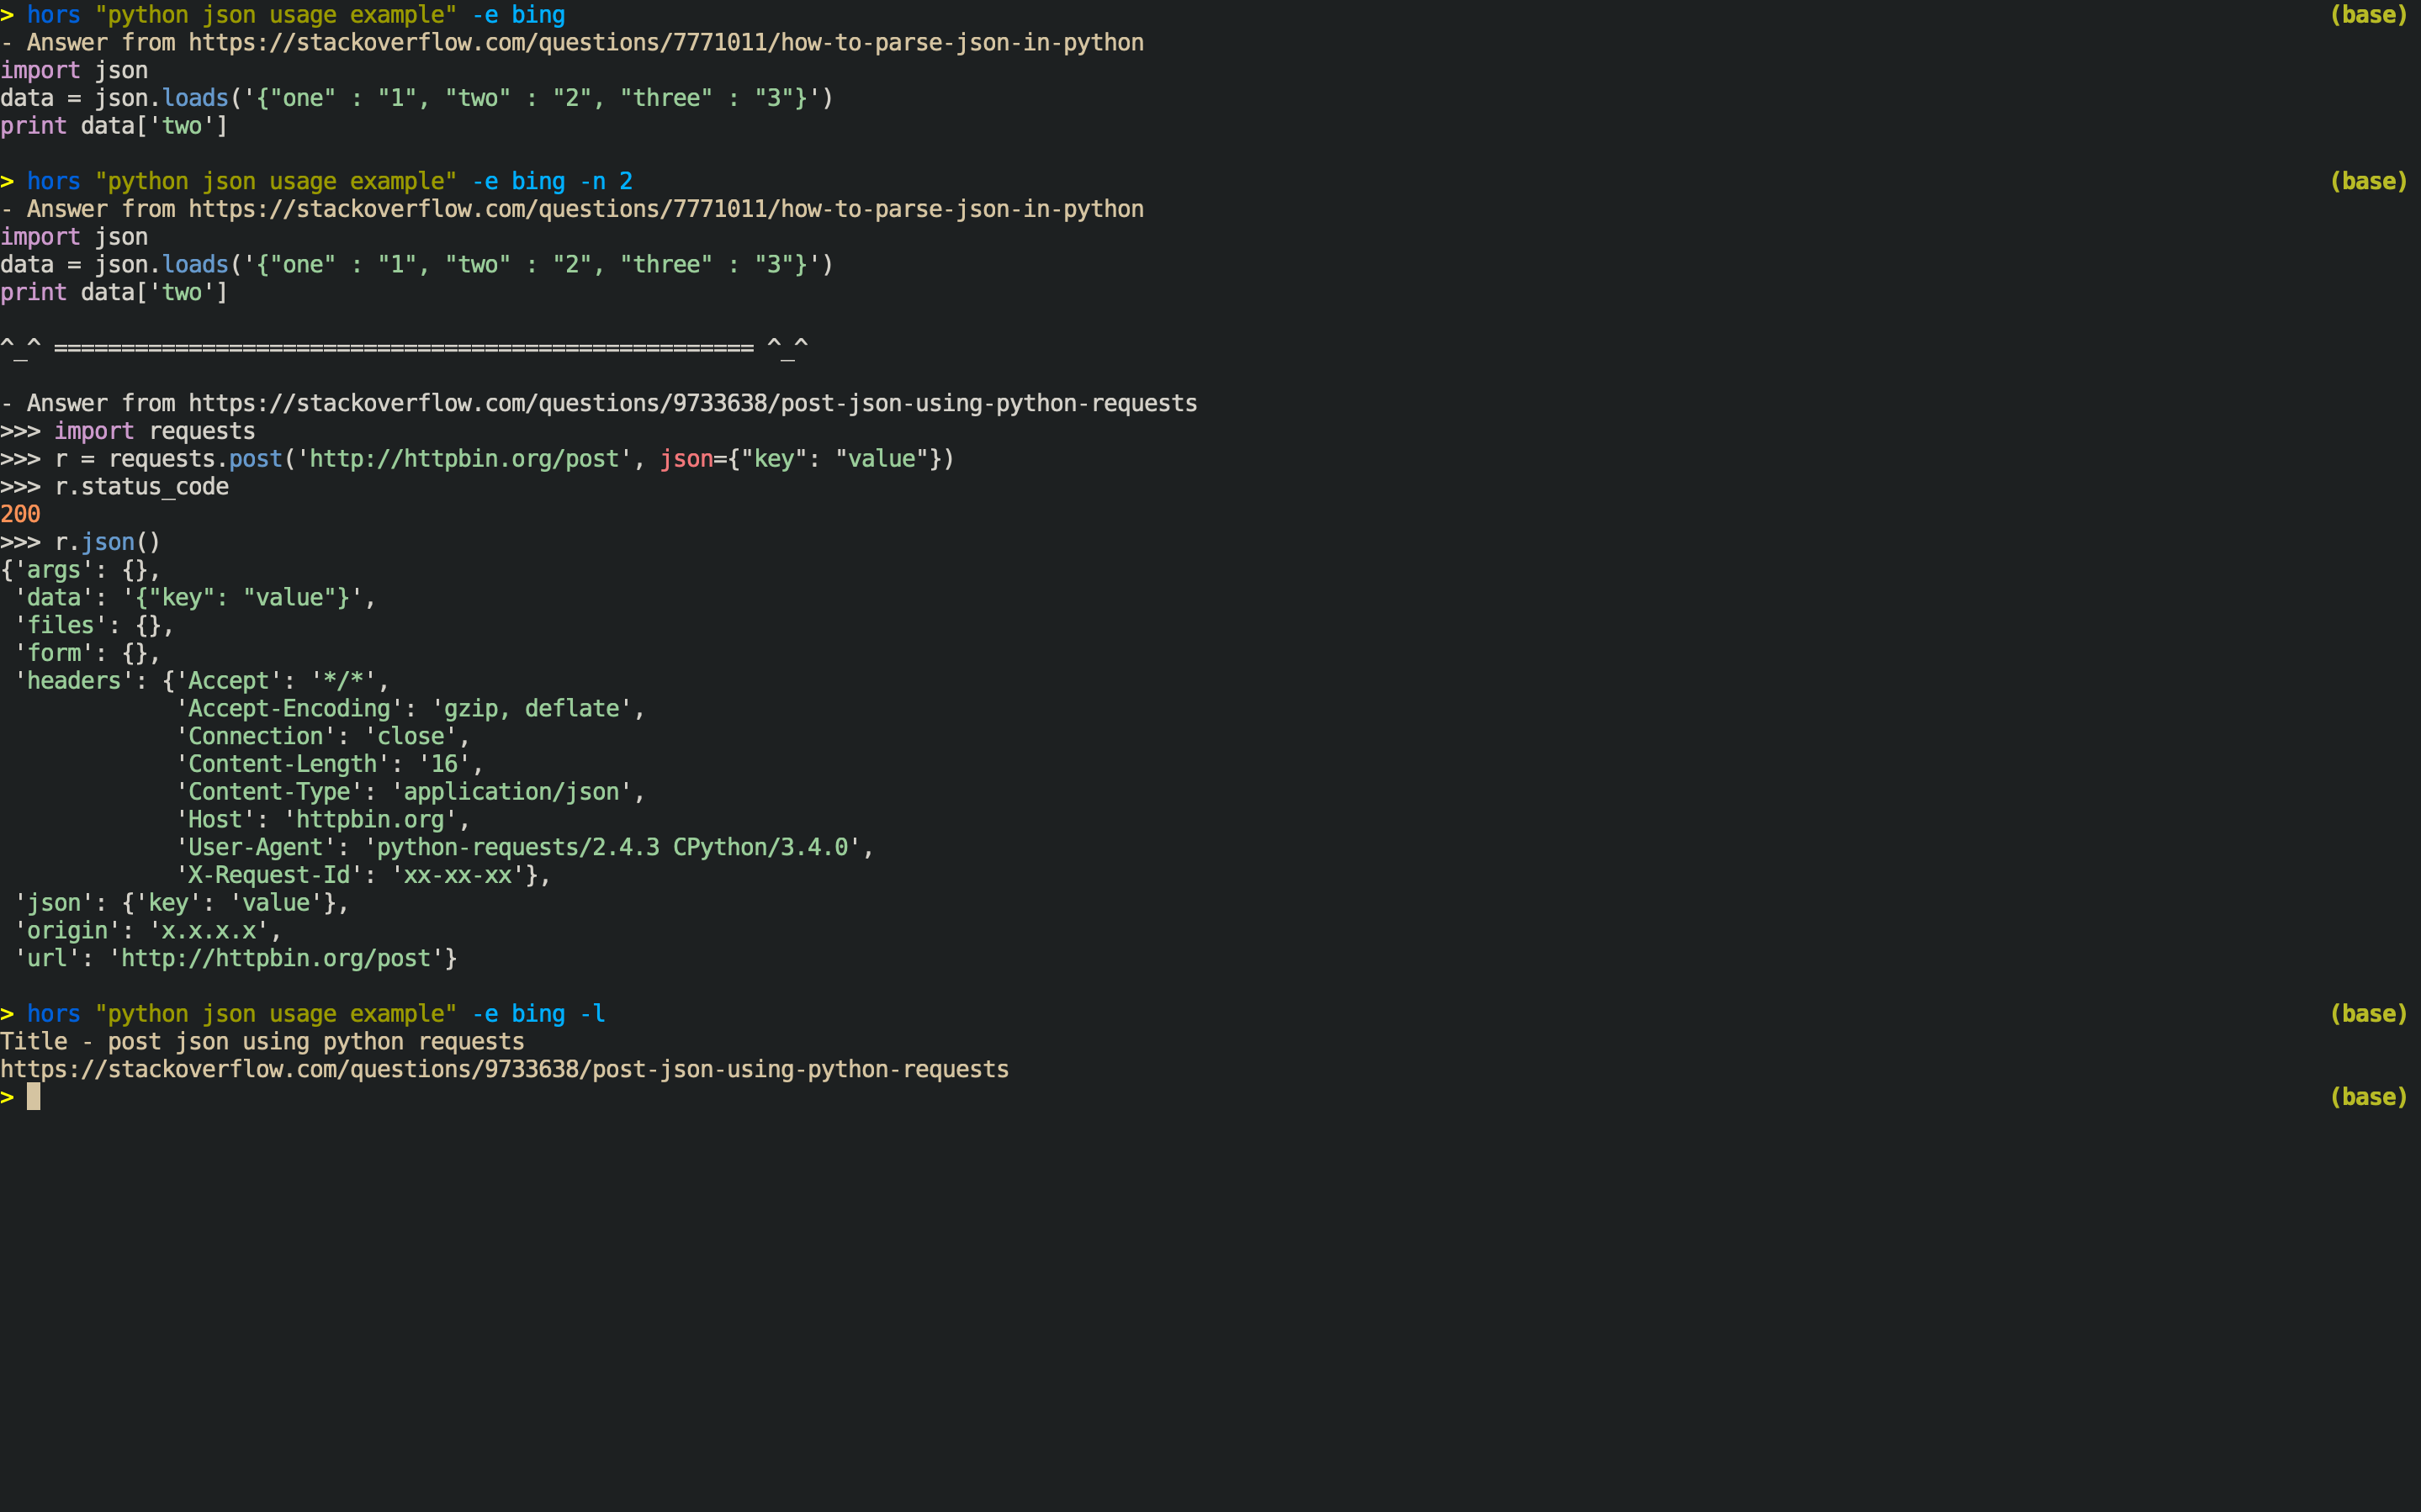 > hors "python json usage example" -e bing (base)
- Answer from https://stackoverflow.com/questions/7771011/how-to-parse-json-in-python
import json
data = json.loads('{"one" : "1", "two" : "2", "three" : "3"}')
print data['two']
> hors "python json usage example" -e bing -n 2 (base)
- Answer from https://stackoverflow.com/questions/7771011/how-to-parse-json-in-python
import json
data = json.loads('{"one" : "1", "two" : "2", "three" : "3"}')
print data['two']
^_^ ==================================================== ^_^
- Answer from https://stackoverflow.com/questions/9733638/post-json-using-python-requests
>>> import requests
>>> r = requests.post('http://httpbin.org/post', json={"key": "value"})
>>> r.status_code
200
>>> r.json()
{'args': {},
 'data': '{"key": "value"}',
 'files': {},
 'form': {},
 'headers': {'Accept': '*/*',
             'Accept-Encoding': 'gzip, deflate',
             'Connection': 'close',
             'Content-Length': '16',
             'Content-Type': 'application/json',
             'Host': 'httpbin.org',
             'User-Agent': 'python-requests/2.4.3 CPython/3.4.0',
             'X-Request-Id': 'xx-xx-xx'},
 'json': {'key': 'value'},
 'origin': 'x.x.x.x',
 'url': 'http://httpbin.org/post'}
> hors "python json usage example" -e bing -l (base)
Title - post json using python requests
https://stackoverflow.com/questions/9733638/post-json-using-python-requests
> (base)